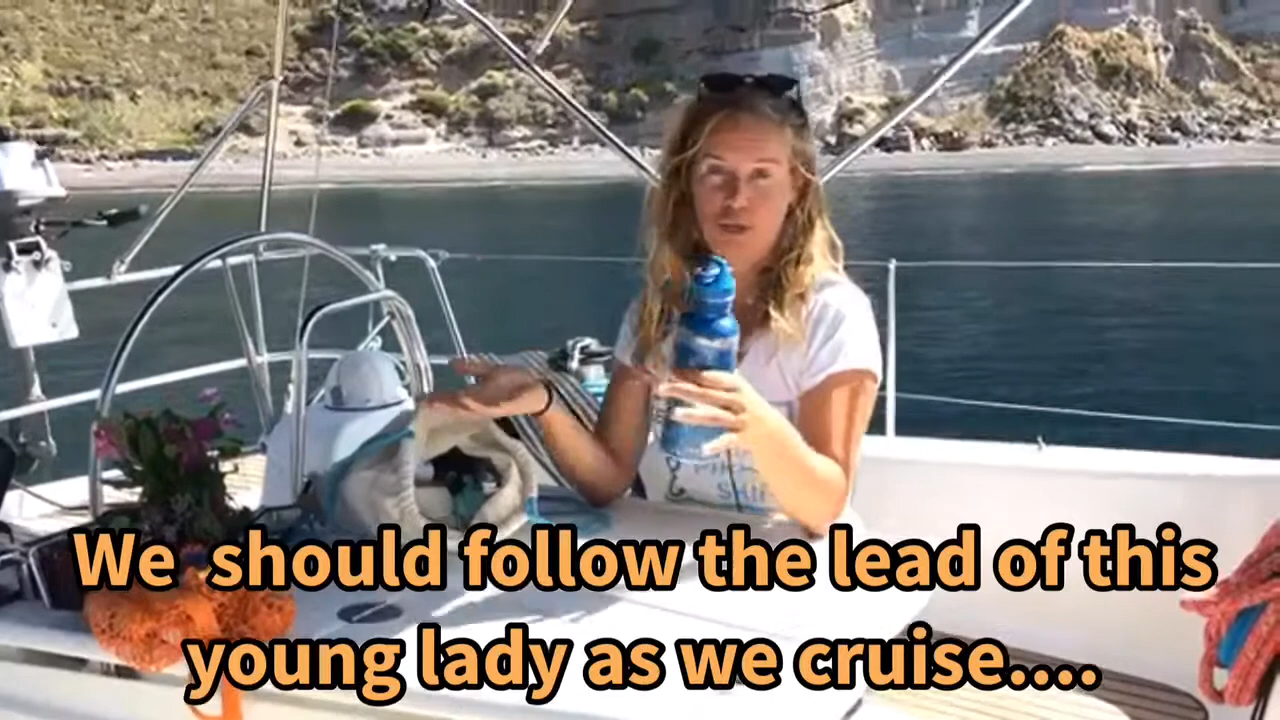 We should follow the lead of this
young lady as we cruise....